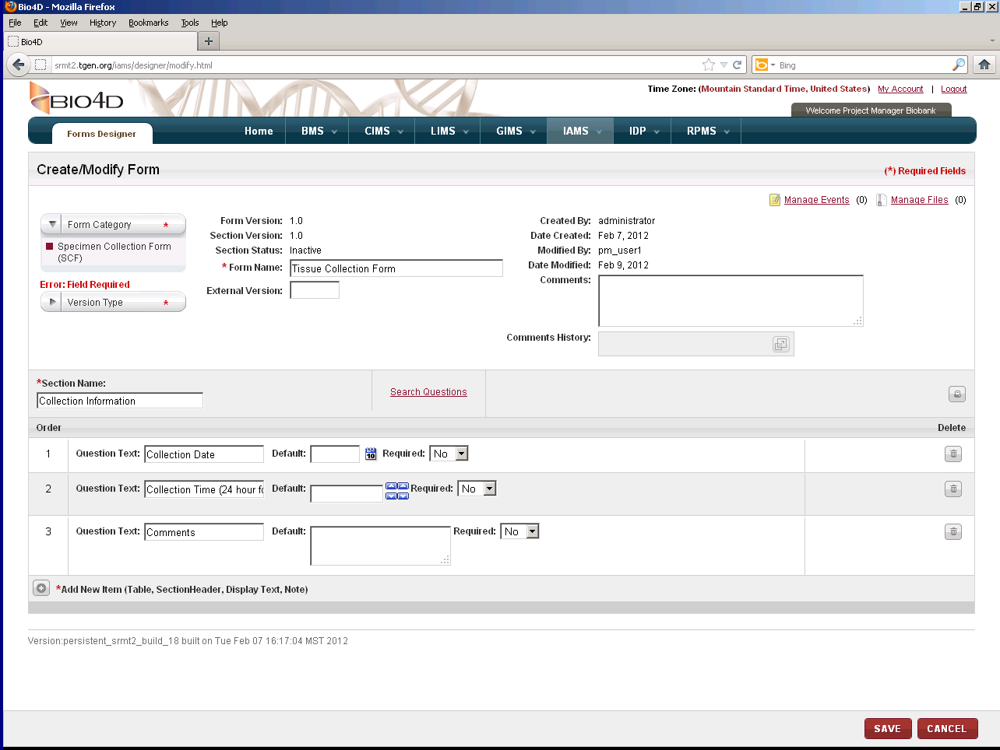 Bio4D - Mozilla Firefox
File Edit View History Bookmarks Tools Help
Bio4D
srmt2.tgen.org/iams/designer/modify.html
Bing
BIO4D
Time Zone: (Mountain Standard Time, United States) My Account | Logout
Welcome Project Manager Biobank
Forms Designer Home BMS CIMS LIMS GIMS IAMS IDP RPMS
Create/Modify Form
(*) Required Fields
Manage Events (0) Manage Files (0)
Form Category *
Specimen Collection Form
(SCF)
Error: Field Required
Version Type *
Form Version: 1.0
Section Version: 1.0
Section Status: Inactive
* Form Name: Tissue Collection Form
External Version:
Created By: administrator
Date Created: Feb 7, 2012
Modified By: pm_user1
Date Modified: Feb 9, 2012
Comments:
Comments History:
*Section Name:
Collection Information
Search Questions
Order Delete
1 Question Text: Collection Date Default: 10 Required: No
2 Question Text: Collection Time (24 hour fo Default: Required: No
3 Question Text: Comments Default: Required: No
*Add New Item (Table, SectionHeader, Display Text, Note)
Version:persistent_srmt2_build_18 built on Tue Feb 07 16:17:04 MST 2012
SAVE CANCEL